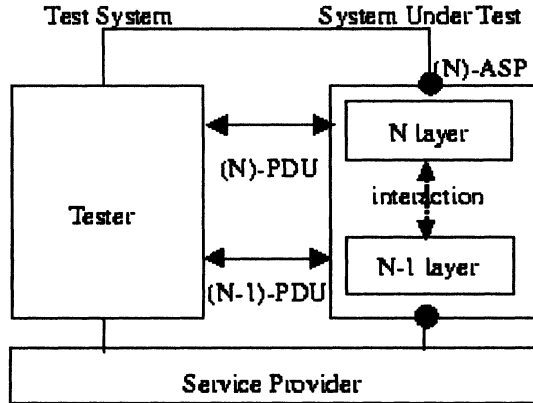 Test System
System Under Test
(N)-ASP
N layer
(N)-PDU
interaction
Tester
N-1 layer
(N-1)-PDU
Service Provider